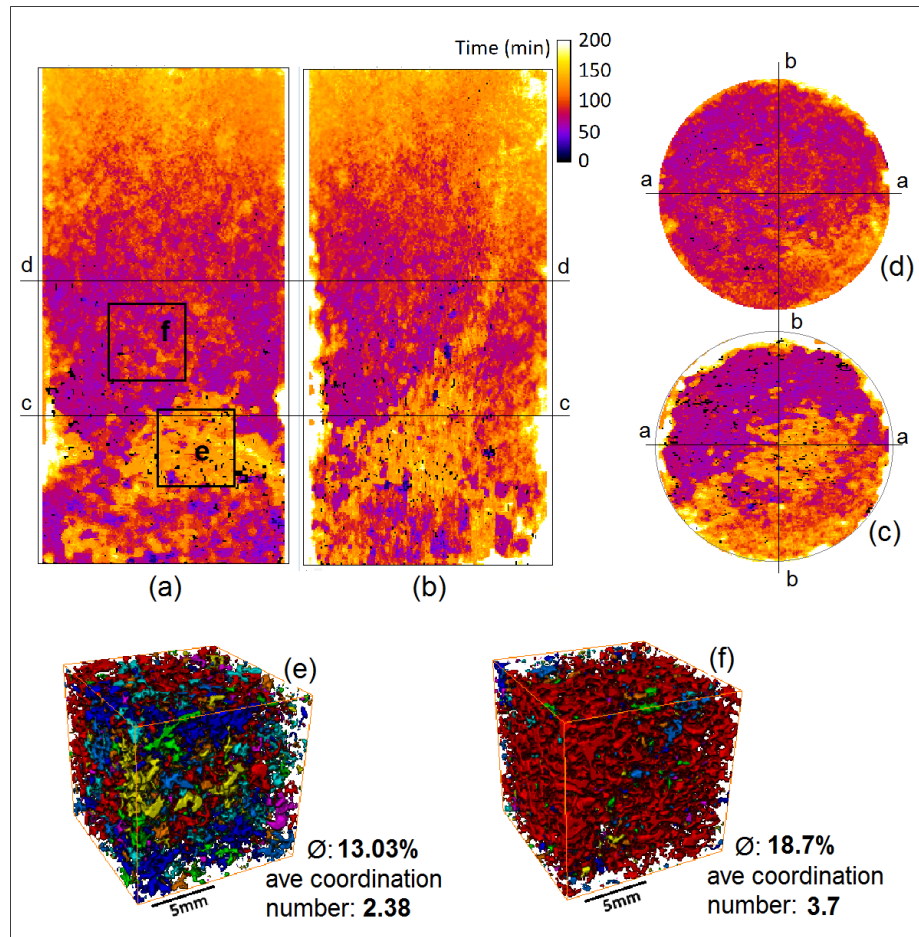 Time (min)
200
150
100
50
0
b
a
a
(d)
d
d
f
b
c
c
a
a
e
(c)
(a)
(b)
b
(e)
(f)
Ø: 13.03%
ave coordination
number: 2.38
5mm
Ø: 18.7%
ave coordination
number: 3.7
5mm